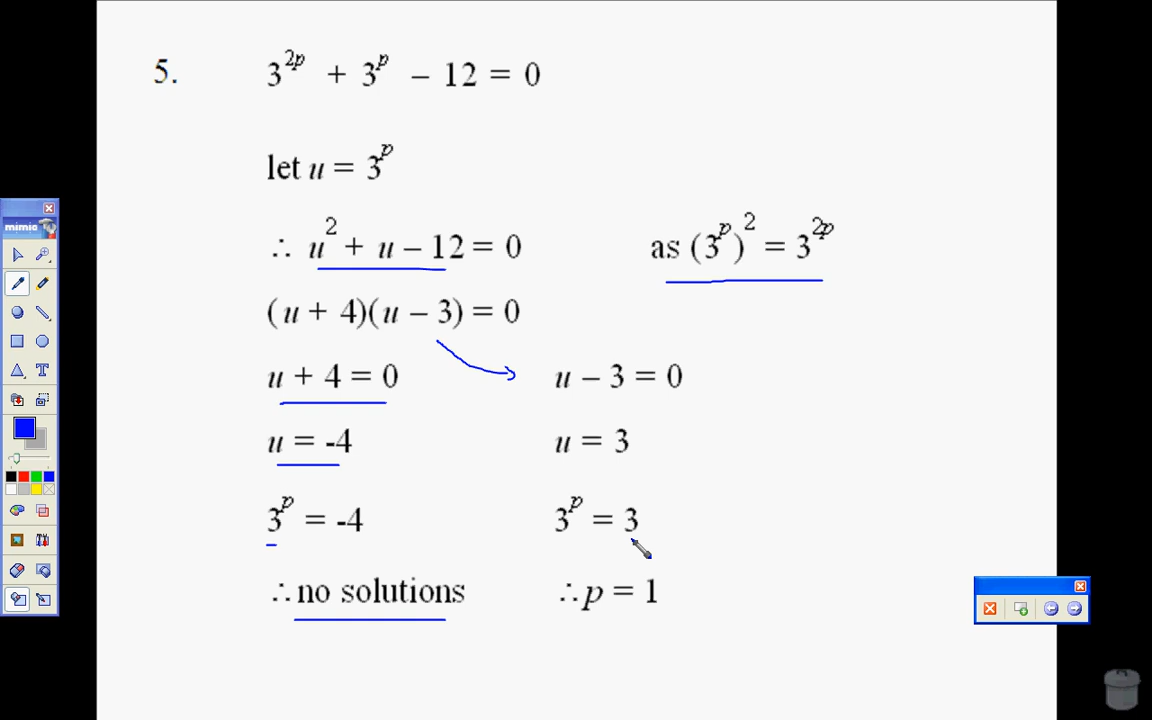 5. 3^{2p} + 3^p − 12 = 0
let u = 3^p
∴ u^2 + u − 12 = 0 as (3^p)^2 = 3^{2p}
(u + 4)(u − 3) = 0
u + 4 = 0 u − 3 = 0
u = -4 u = 3
3^p = -4 3^p = 3
∴ no solutions ∴ p = 1
mimio
T